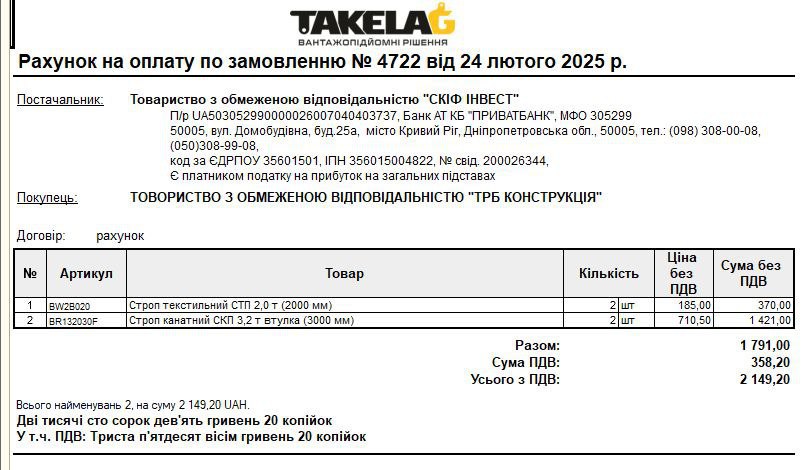 TAKELAG
ВАНТАЖОПІДЙОМНІ РІШЕННЯ
Рахунок на оплату по замовленню № 4722 від 24 лютого 2025 р.
Постачальник: Товариство з обмеженою відповідальністю "СКІФ ІНВЕСТ"
П/р UA503052990000026007040403737, Банк АТ КБ "ПРИВАТБАНК", МФО 305299
50005, вул. Домобудівна, буд.25а, місто Кривий Ріг, Дніпропетровська обл., 50005, тел.: (098) 308-00-08,
(050)308-99-08,
код за ЄДРПОУ 35601501, ІПН 356015004822, № свід. 200026344,
Є платником податку на прибуток на загальних підставах
Покупець: ТОВОРИСТВО З ОБМЕЖЕНОЮ ВІДПОВІДАЛЬНІСТЮ "ТРБ КОНСТРУКЦІЯ"
Договір: рахунок
№ Артикул Товар Кількість Ціна без ПДВ Сума без ПДВ
1 BW2B020 Строп текстильний СТП 2,0 т (2000 мм) 2 шт 185,00 370,00
2 BR132030F Строп канатний СКП 3,2 т втулка (3000 мм) 2 шт 710,50 1 421,00
Разом: 1 791,00
Сума ПДВ: 358,20
Усього з ПДВ: 2 149,20
Всього найменувань 2, на суму 2 149,20 UAH.
Дві тисячі сто сорок дев'ять гривень 20 копійок
У т.ч. ПДВ: Триста п'ятдесят вісім гривень 20 копійок